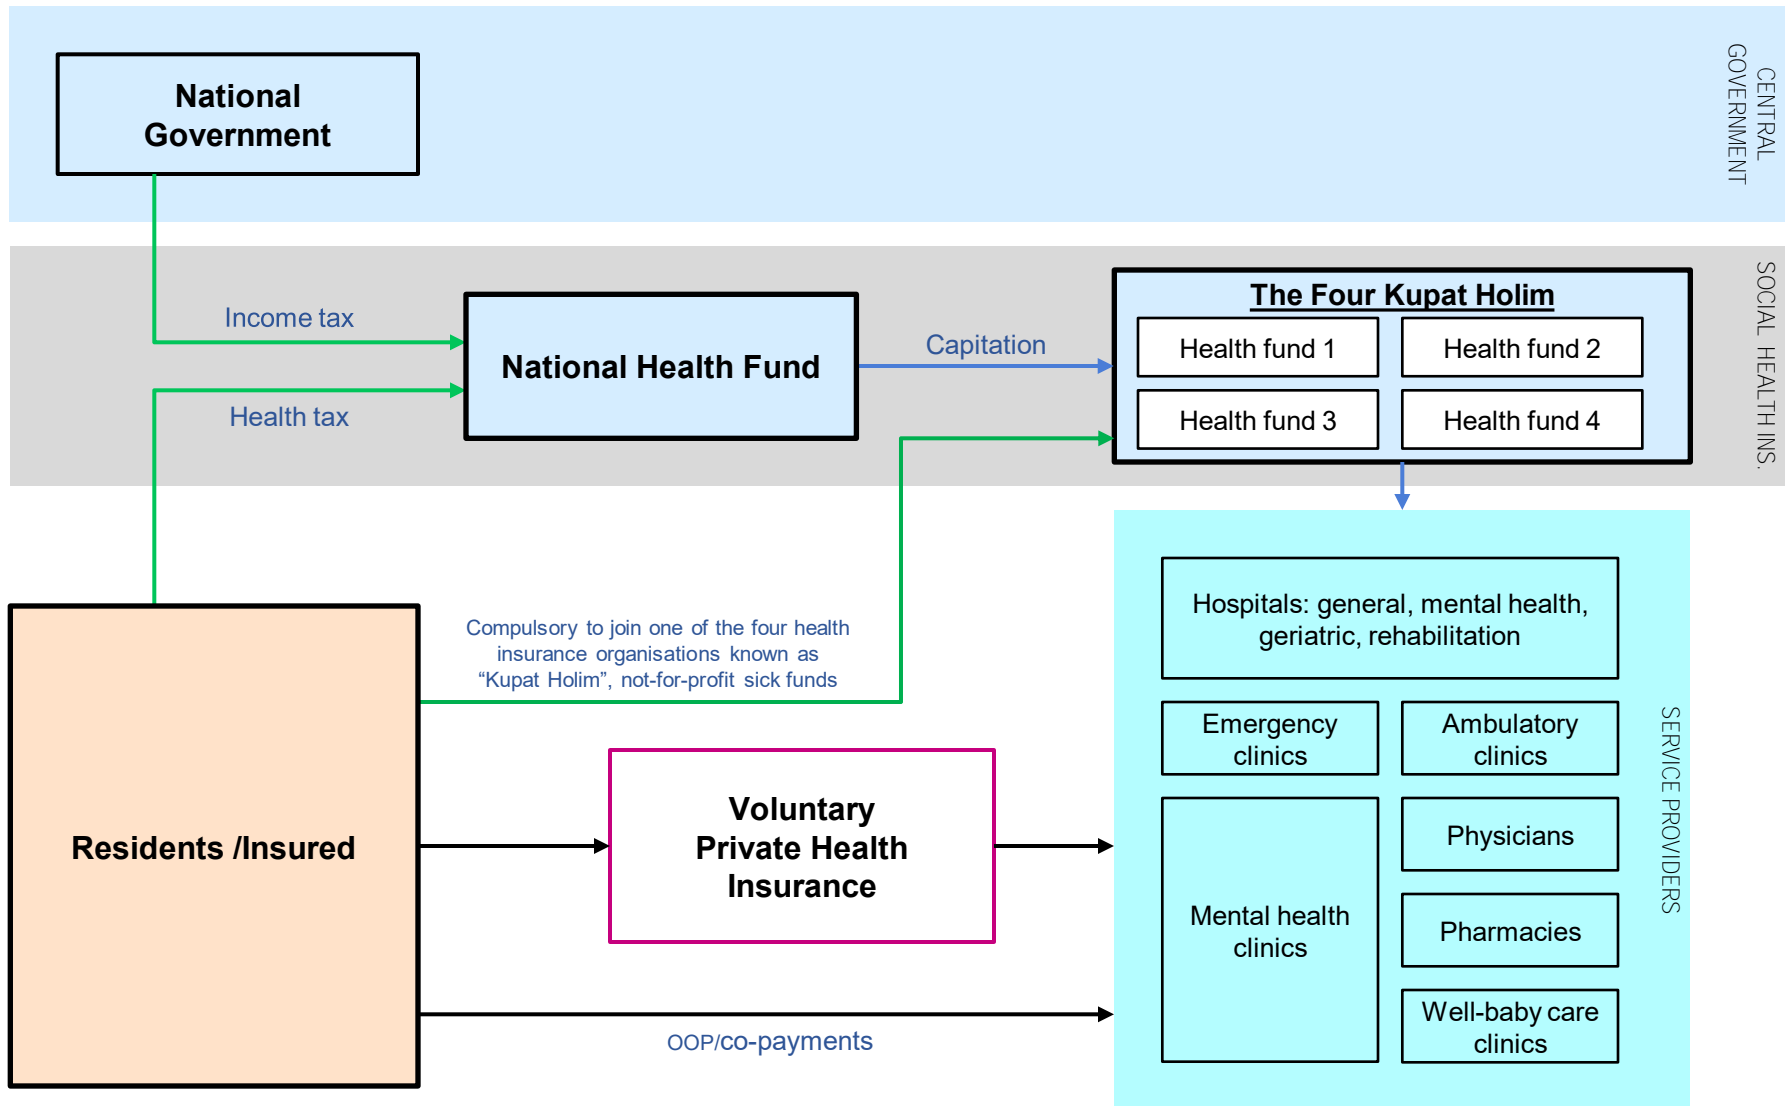 National
Government
CENTRAL
GOVERNMENT
Income tax
Health tax
National Health Fund
Capitation
The Four Kupat Holim
Health fund 1
Health fund 2
Health fund 3
Health fund 4
SOCIAL HEALTH INS.
Residents /Insured
Compulsory to join one of the four health
insurance organisations known as
“Kupat Holim”, not-for-profit sick funds
Voluntary
Private Health
Insurance
OOP/co-payments
Hospitals: general, mental health,
geriatric, rehabilitation
Emergency
clinics
Ambulatory
clinics
Mental health
clinics
Physicians
Pharmacies
Well-baby care
clinics
SERVICE PROVIDERS